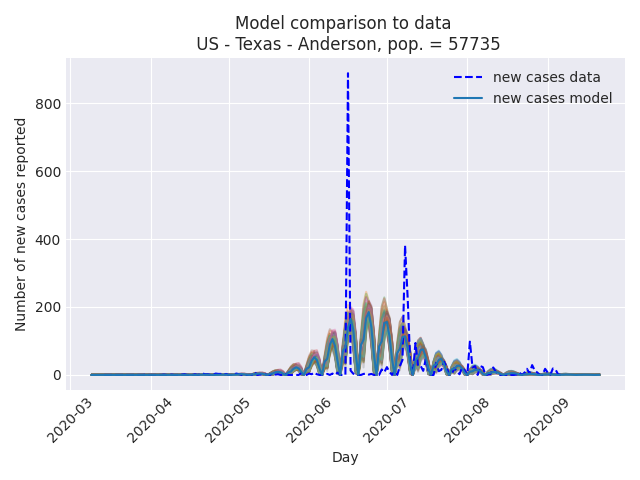 Model comparison to data
US - Texas - Anderson, pop. = 57735
new cases data
new cases model
Number of new cases reported
800
600
400
200
0
2020-03
2020-04
2020-05
2020-06
2020-07
2020-08
2020-09
Day